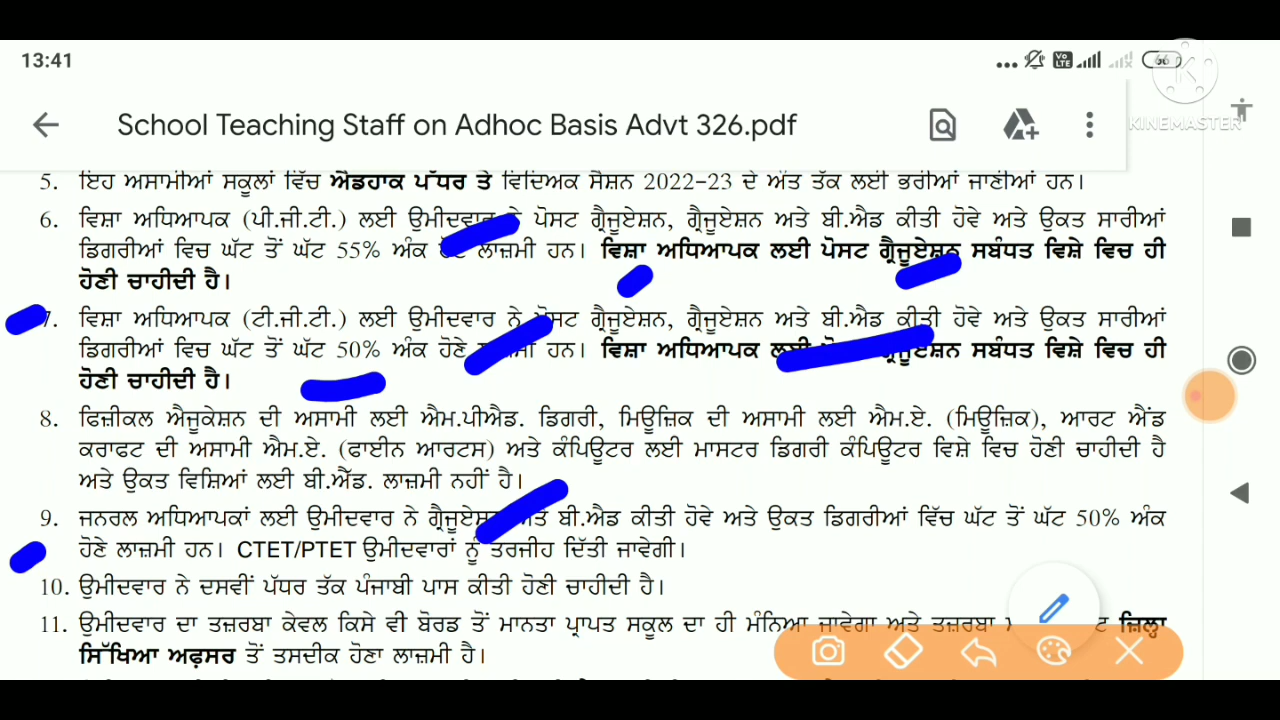 13:41
VO LTE
66
School Teaching Staff on Adhoc Basis Advt 326.pdf
KINEMASTER
5. ਇਹ ਅਸਾਮੀਆਂ ਸਕੂਲਾਂ ਵਿੱਚ ਐਡਹਾਕ ਪੱਧਰ ਤੇ ਵਿੱਦਿਅਕ ਸੈਸ਼ਨ 2022-23 ਦੇ ਅੰਤ ਤੱਕ ਲਈ ਭਰੀਆਂ ਜਾਣੀਆਂ ਹਨ।
6. ਵਿਸ਼ਾ ਅਧਿਆਪਕ (ਪੀ.ਜੀ.ਟੀ.) ਲਈ ਉਮੀਦਵਾਰ ਨੇ ਪੋਸਟ ਗ੍ਰੈਜੂਏਸ਼ਨ, ਗ੍ਰੈਜੂਏਸ਼ਨ ਅਤੇ ਬੀ.ਐਡ ਕੀਤੀ ਹੋਵੇ ਅਤੇ ਉਕਤ ਸਾਰੀਆਂ
ਡਿਗਰੀਆਂ ਵਿਚ ਘੱਟ ਤੋਂ ਘੱਟ 55% ਅੰਕ ਹੋਣੇ ਲਾਜ਼ਮੀ ਹਨ। ਵਿਸ਼ਾ ਅਧਿਆਪਕ ਲਈ ਪੋਸਟ ਗ੍ਰੈਜੂਏਸ਼ਨ ਸਬੰਧਤ ਵਿਸ਼ੇ ਵਿਚ ਹੀ
ਹੋਣੀ ਚਾਹੀਦੀ ਹੈ।
7. ਵਿਸ਼ਾ ਅਧਿਆਪਕ (ਟੀ.ਜੀ.ਟੀ.) ਲਈ ਉਮੀਦਵਾਰ ਨੇ ਪੋਸਟ ਗ੍ਰੈਜੂਏਸ਼ਨ, ਗ੍ਰੈਜੂਏਸ਼ਨ ਅਤੇ ਬੀ.ਐਡ ਕੀਤੀ ਹੋਵੇ ਅਤੇ ਉਕਤ ਸਾਰੀਆਂ
ਡਿਗਰੀਆਂ ਵਿਚ ਘੱਟ ਤੋਂ ਘੱਟ 50% ਅੰਕ ਹੋਣੇ ਲਾਜ਼ਮੀ ਹਨ। ਵਿਸ਼ਾ ਅਧਿਆਪਕ ਲਈ ਪੋਸਟ ਗ੍ਰੈਜੂਏਸ਼ਨ ਸਬੰਧਤ ਵਿਸ਼ੇ ਵਿਚ ਹੀ
ਹੋਣੀ ਚਾਹੀਦੀ ਹੈ।
8. ਫਿਜ਼ੀਕਲ ਐਜੂਕੇਸ਼ਨ ਦੀ ਅਸਾਮੀ ਲਈ ਐਮ.ਪੀਐਡ. ਡਿਗਰੀ, ਮਿਊਜ਼ਿਕ ਦੀ ਅਸਾਮੀ ਲਈ ਐਮ.ਏ. (ਮਿਊਜ਼ਿਕ), ਆਰਟ ਐਂਡ
ਕਰਾਫਟ ਦੀ ਅਸਾਮੀ ਐਮ.ਏ. (ਫਾਈਨ ਆਰਟਸ) ਅਤੇ ਕੰਪਿਊਟਰ ਲਈ ਮਾਸਟਰ ਡਿਗਰੀ ਕੰਪਿਊਟਰ ਵਿਸ਼ੇ ਵਿਚ ਹੋਣੀ ਚਾਹੀਦੀ ਹੈ
ਅਤੇ ਉਕਤ ਵਿਸ਼ਿਆਂ ਲਈ ਬੀ.ਐੱਡ. ਲਾਜ਼ਮੀ ਨਹੀਂ ਹੈ।
9. ਜਨਰਲ ਅਧਿਆਪਕਾਂ ਲਈ ਉਮੀਦਵਾਰ ਨੇ ਗ੍ਰੈਜੂਏਸ਼ਨ ਅਤੇ ਬੀ.ਐਡ ਕੀਤੀ ਹੋਵੇ ਅਤੇ ਉਕਤ ਡਿਗਰੀਆਂ ਵਿੱਚ ਘੱਟ ਤੋਂ ਘੱਟ 50% ਅੰਕ
ਹੋਣੇ ਲਾਜ਼ਮੀ ਹਨ। CTET/PTET ਉਮੀਦਵਾਰਾਂ ਨੂੰ ਤਰਜੀਹ ਦਿੱਤੀ ਜਾਵੇਗੀ।
10. ਉਮੀਦਵਾਰ ਨੇ ਦਸਵੀਂ ਪੱਧਰ ਤੱਕ ਪੰਜਾਬੀ ਪਾਸ ਕੀਤੀ ਹੋਣੀ ਚਾਹੀਦੀ ਹੈ।
11. ਉਮੀਦਵਾਰ ਦਾ ਤਜ਼ਰਬਾ ਕੇਵਲ ਕਿਸੇ ਵੀ ਬੋਰਡ ਤੋਂ ਮਾਨਤਾ ਪ੍ਰਾਪਤ ਸਕੂਲ ਦਾ ਹੀ ਮੰਨਿਆ ਜਾਵੇਗਾ ਅਤੇ ਤਜ਼ਰਬਾ ਜ਼ਿਲ੍ਹਾ
ਸਿੱਖਿਆ ਅਫ਼ਸਰ ਤੋਂ ਤਸਦੀਕ ਹੋਣਾ ਲਾਜ਼ਮੀ ਹੈ।